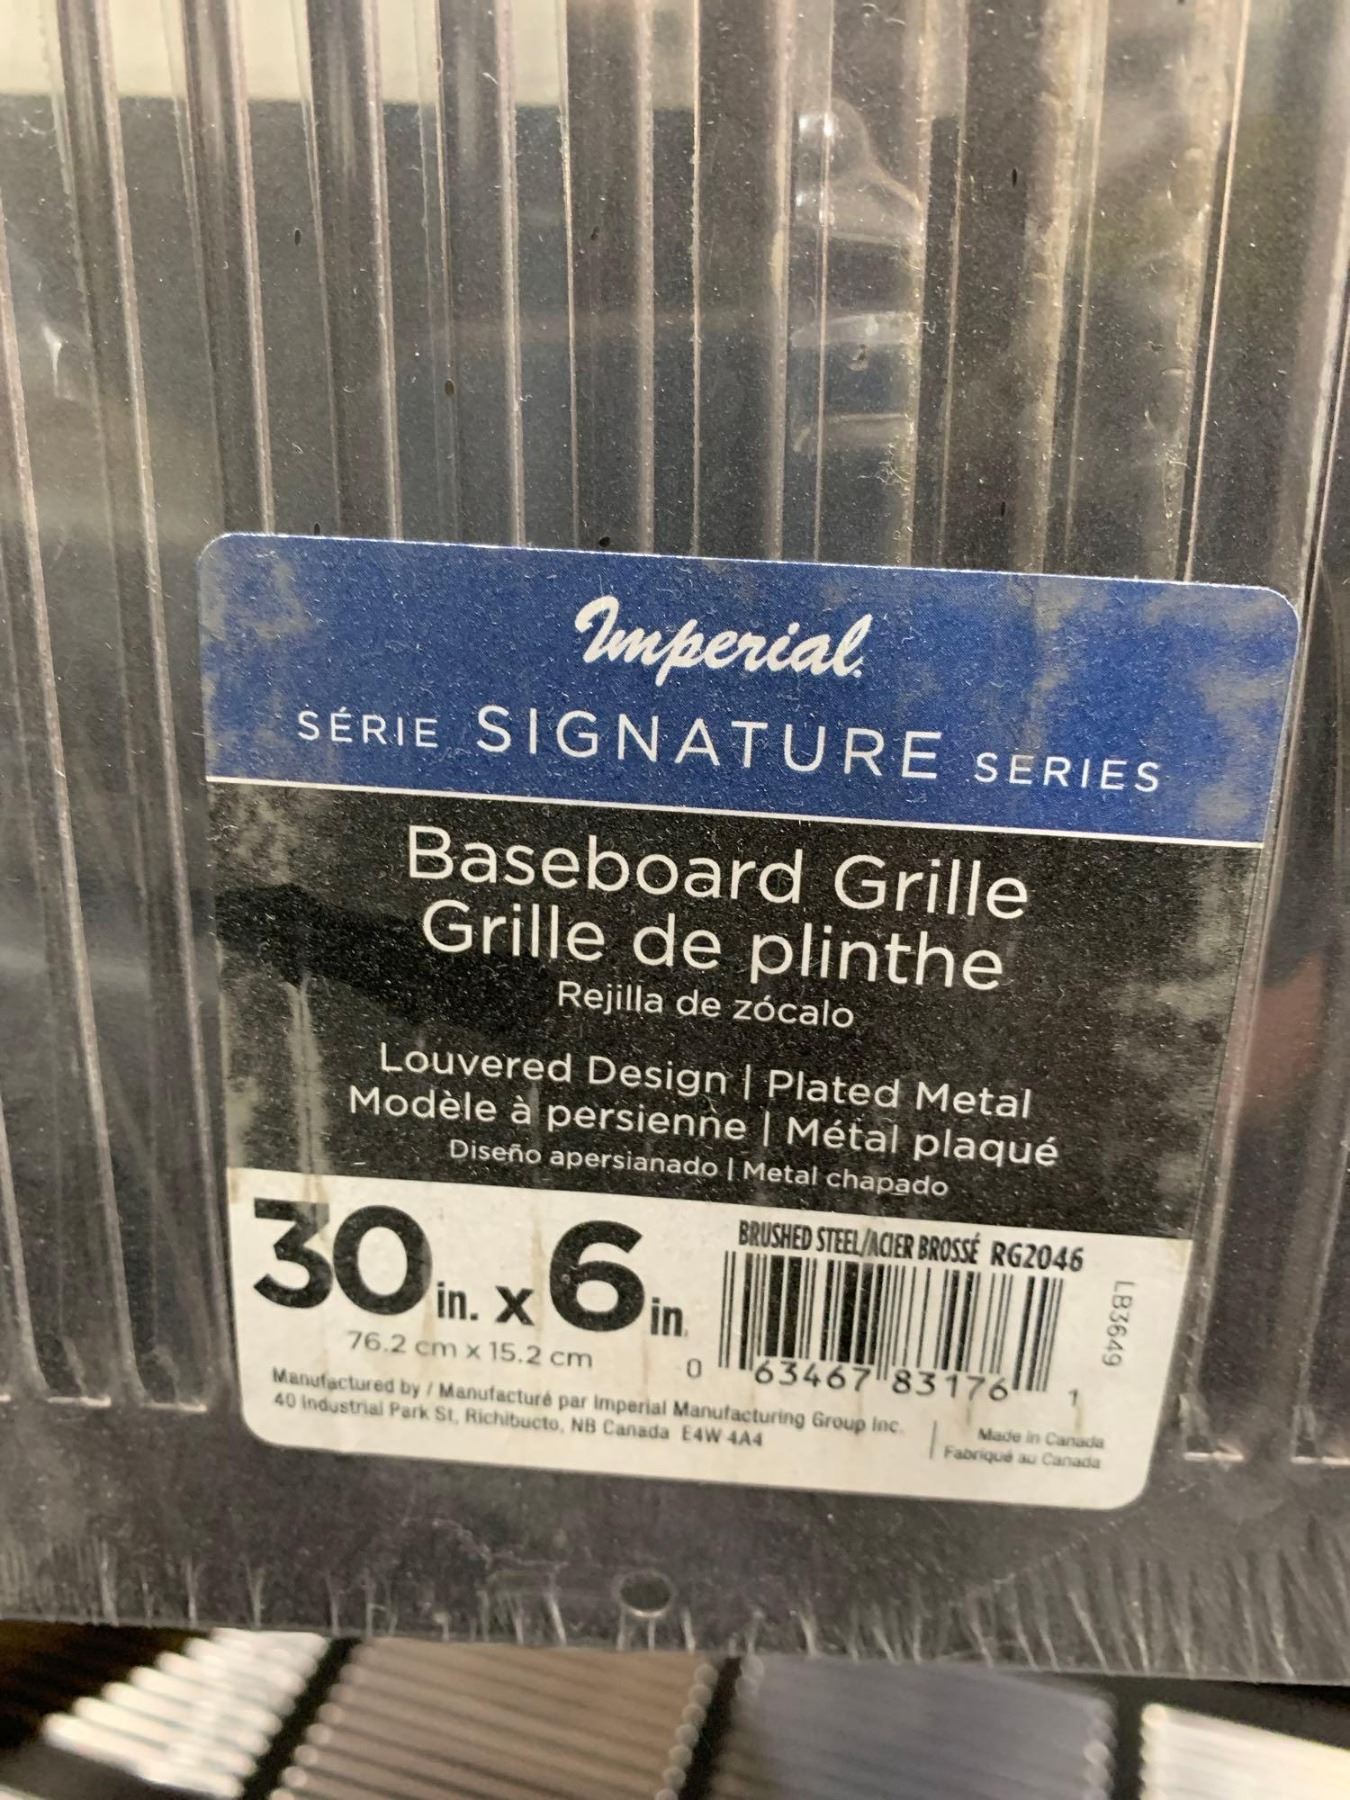 Imperial
SÉRIE SIGNATURE SERIES
Baseboard Grille
Grille de plinthe
Rejilla de zócalo
Louvered Design | Plated Metal
Modèle à persienne | Métal plaqué
Diseño apersianado | Metal chapado
30 in. x 6 in.
76.2 cm x 15.2 cm
BRUSHED STEEL/ACIER BROSSÉ RG2046
0 63467 83176 1
LB3649
Manufactured by / Manufacturé par Imperial Manufacturing Group Inc.
40 Industrial Park St, Richibucto, NB Canada E4W 4A4
Made in Canada
Fabriqué au Canada